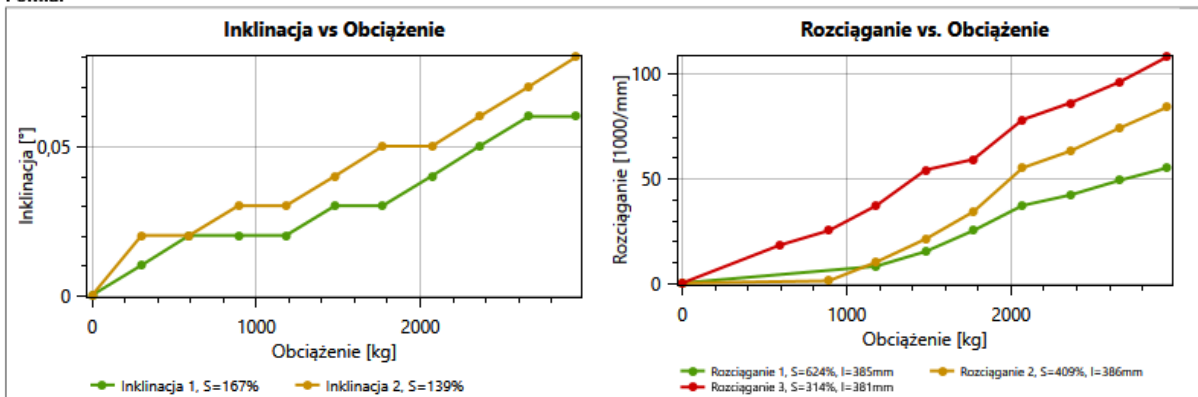 Inklinacja vs Obciążenie
Inklinacja [°]
0,05
0
0 1000 2000
Obciążenie [kg]
Inklinacja 1, S=167% Inklinacja 2, S=139%
Rozciąganie vs. Obciążenie
Rozciąganie [1000/mm]
100
50
0
0 1000 2000
Obciążenie [kg]
Rozciąganie 1, S=624%, l=385mm Rozciąganie 2, S=409%, l=386mm
Rozciąganie 3, S=314%, l=381mm